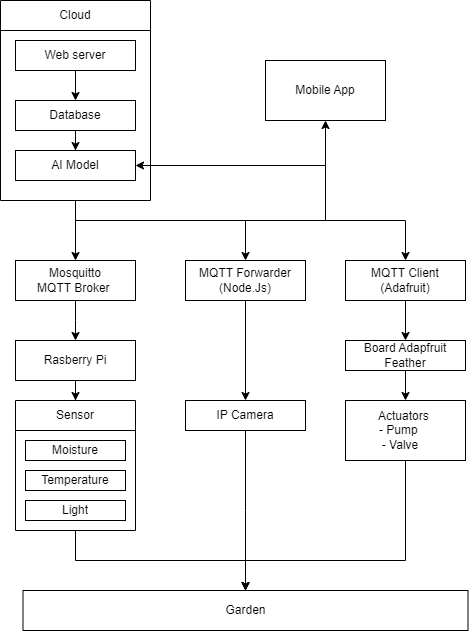 Cloud
Web server
Database
AI Model
Mobile App
Mosquitto
MQTT Broker
MQTT Forwarder
(Node.Js)
MQTT Client
(Adafruit)
Rasberry Pi
Board Adapfruit
Feather
Sensor
Moisture
Temperature
Light
IP Camera
Actuators
- Pump
- Valve
Garden